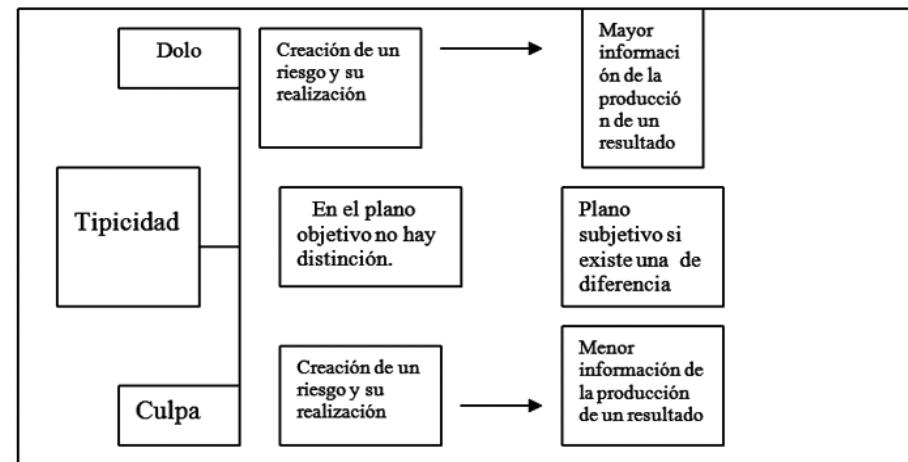 Dolo
Creación de un
riesgo y su
realización
Mayor
informaci
ón de la
producció
n de un
resultado
Tipicidad
En el plano
objetivo no hay
distinción.
Plano
subjetivo si
existe una de
diferencia
Culpa
Creación de un
riesgo y su
realización
Menor
información de
la producción
de un resultado